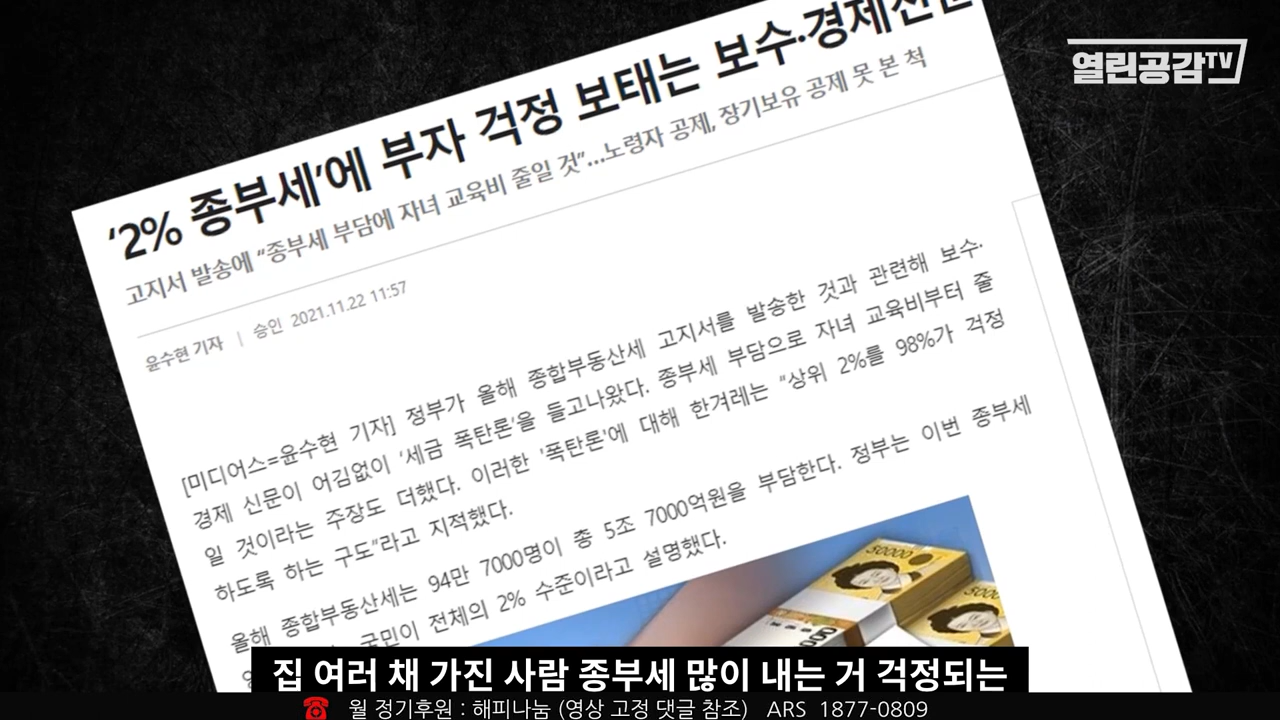 열린공감TV
‘2% 종부세’에 부자 걱정 보태는 보수·경제신문
고지서 발송에 “종부세 부담에 자녀 교육비 줄일 것”…노령자 공제, 장기보유 공제 못 본 척
윤수현 기자 | 승인 2021.11.22 11:57
[미디어스=윤수현 기자] 정부가 올해 종합부동산세 고지서를 발송한 것과 관련해 보수·
경제 신문이 어김없이 ‘세금 폭탄론’을 들고나왔다. 종부세 부담으로 자녀 교육비부터 줄
일 것이라는 주장도 더했다. 이러한 '폭탄론'에 대해 한겨레는 “상위 2%를 98%가 걱정
하도록 하는 구도”라고 지적했다.
올해 종합부동산세는 94만 7000명이 총 5조 7000억원을 부담한다. 정부는 이번 종부세
국민이 전체의 2% 수준이라고 설명했다.
50000
집 여러 채 가진 사람 종부세 많이 내는 거 걱정되는
월 정기후원 : 해피나눔 (영상 고정 댓글 참조) ARS 1877-0809